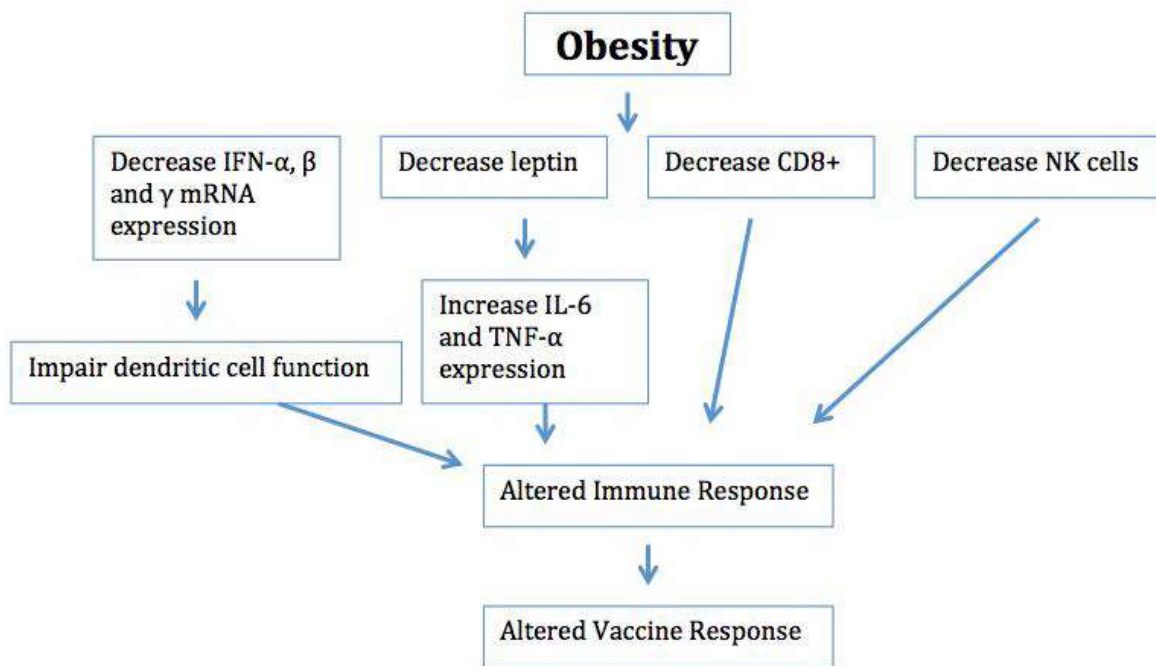 Obesity
Decrease IFN-α, β
and γ mRNA
expression
Decrease leptin
Decrease CD8+
Decrease NK cells
Impair dendritic cell function
Increase IL-6
and TNF-α
expression
Altered Immune Response
Altered Vaccine Response